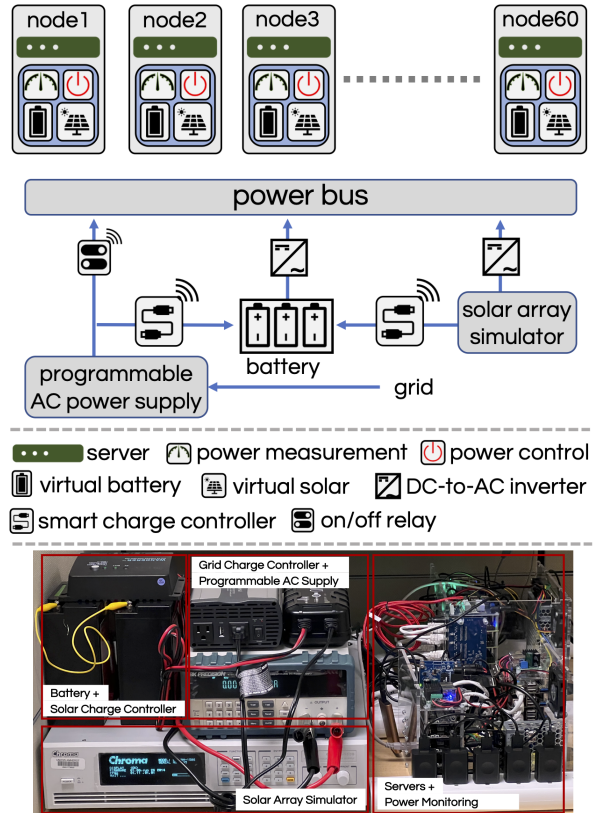 node1 node2 node3 node60
power bus
solar array
simulator
battery
programmable
AC power supply
grid
server power measurement power control
virtual battery virtual solar DC-to-AC inverter
smart charge controller on/off relay
Grid Charge Controller +
Programmable AC Supply
Battery +
Solar Charge Controller
Chroma
Chroma
Solar Array Simulator
Servers +
Power Monitoring